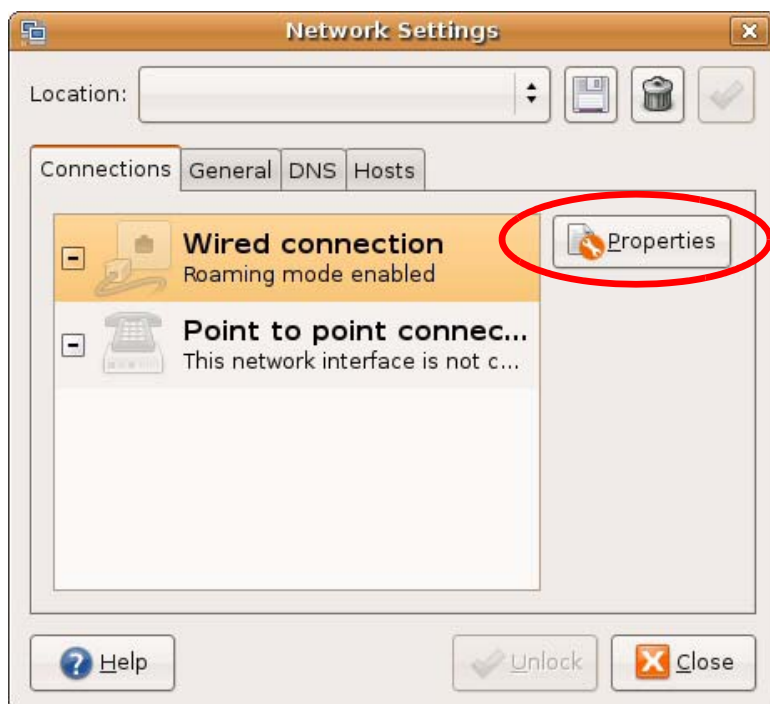 Network Settings
Location:
Connections General DNS Hosts
Wired connection
Roaming mode enabled
Properties
Point to point connec...
This network interface is not c...
Help
Unlock
Close